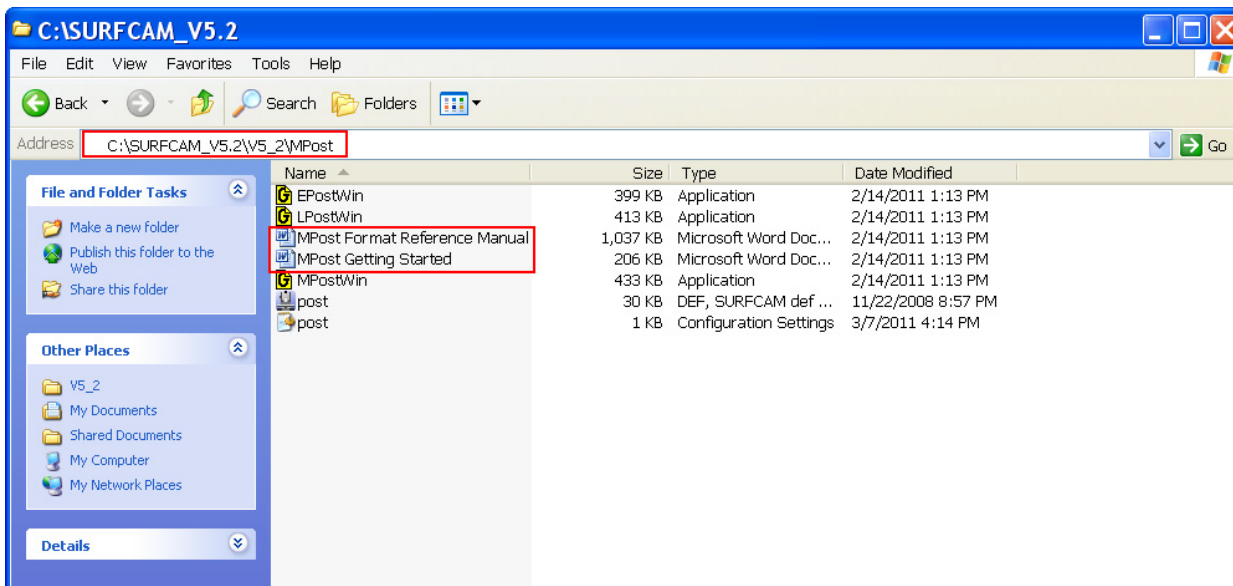 C:\SURFCAM_V5.2
File Edit View Favorites Tools Help
Back Search Folders
Address C:\SURFCAM_V5.2\V5_2\MPost Go
File and Folder Tasks
Make a new folder
Publish this folder to the
Web
Share this folder
Other Places
V5_2
My Documents
Shared Documents
My Computer
My Network Places
Details
Name Size Type Date Modified
EPostWin 399 KB Application 2/14/2011 1:13 PM
LPostWin 413 KB Application 2/14/2011 1:13 PM
MPost Format Reference Manual 1,037 KB Microsoft Word Doc... 2/14/2011 1:13 PM
MPost Getting Started 206 KB Microsoft Word Doc... 2/14/2011 1:13 PM
MPostWin 433 KB Application 2/14/2011 1:13 PM
post 30 KB DEF, SURFCAM def ... 11/22/2008 8:57 PM
post 1 KB Configuration Settings 3/7/2011 4:14 PM